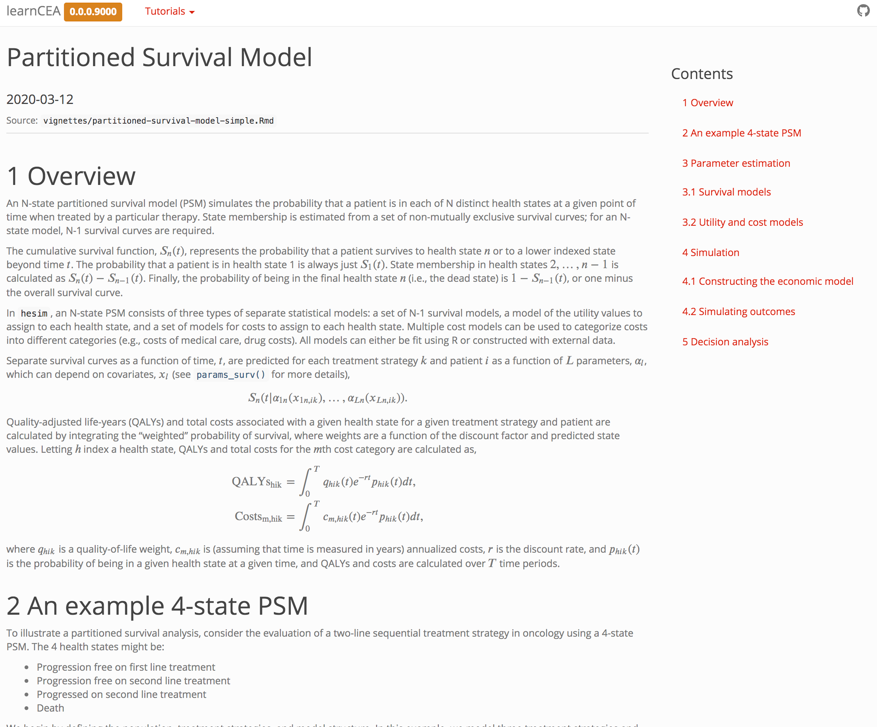 learnCEA 0.0.0.9000 Tutorials
Partitioned Survival Model
2020-03-12
Source: vignettes/partitioned-survival-model-simple.Rmd
1 Overview
An N-state partitioned survival model (PSM) simulates the probability that a patient is in each of N distinct health states at a given point of
time when treated by a particular therapy. State membership is estimated from a set of non-mutually exclusive survival curves; for an N-
state model, N-1 survival curves are required.
The cumulative survival function, Sₙ(t), represents the probability that a patient survives to health state n or to a lower indexed state
beyond time t. The probability that a patient is in health state 1 is always just S₁(t). State membership in health states 2, … , n − 1 is
calculated as Sₙ(t) − Sₙ₋₁(t). Finally, the probability of being in the final health state n (i.e., the dead state) is 1 − Sₙ₋₁(t), or one minus
the overall survival curve.
In hesim , an N-state PSM consists of three types of separate statistical models: a set of N-1 survival models, a model of the utility values to
assign to each health state, and a set of models for costs to assign to each health state. Multiple cost models can be used to categorize costs
into different categories (e.g., costs of medical care, drug costs). All models can either be fit using R or constructed with external data.
Separate survival curves as a function of time, t, are predicted for each treatment strategy k and patient i as a function of L parameters, αₗ,
which can depend on covariates, xₗ (see params_surv() for more details),
Sₙ(t|α₁ₙ(x₁ₙ,ᵢₖ), … , α_Ln(x_Ln,ik)).
Quality-adjusted life-years (QALYs) and total costs associated with a given health state for a given treatment strategy and patient are
calculated by integrating the “weighted” probability of survival, where weights are a function of the discount factor and predicted state
values. Letting h index a health state, QALYs and total costs for the mth cost category are calculated as,
QALYs_hik = ∫₀ᵀ q_hik(t)e^−rt p_hik(t)dt,
Costs_m,hik = ∫₀ᵀ c_m,hik(t)e^−rt p_hik(t)dt,
where q_hik is a quality-of-life weight, c_m,hik is (assuming that time is measured in years) annualized costs, r is the discount rate, and p_hik(t)
is the probability of being in a given health state at a given time, and QALYs and costs are calculated over T time periods.
2 An example 4-state PSM
To illustrate a partitioned survival analysis, consider the evaluation of a two-line sequential treatment strategy in oncology using a 4-state
PSM. The 4 health states might be:
• Progression free on first line treatment
• Progression free on second line treatment
• Progressed on second line treatment
• Death
Contents
1 Overview
2 An example 4-state PSM
3 Parameter estimation
3.1 Survival models
3.2 Utility and cost models
4 Simulation
4.1 Constructing the economic model
4.2 Simulating outcomes
5 Decision analysis